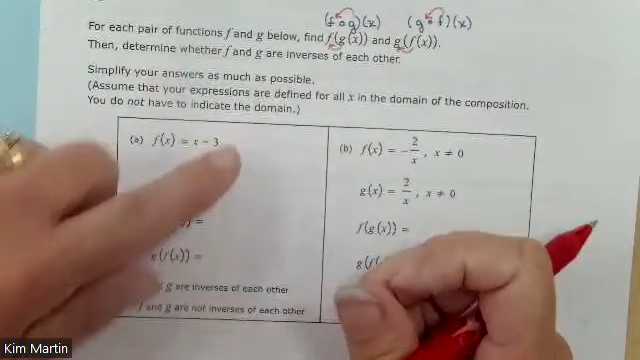 (f∘g)(x) (g∘f)(x)
For each pair of functions f and g below, find f(g(x)) and g(f(x)).
Then, determine whether f and g are inverses of each other.
Simplify your answers as much as possible.
(Assume that your expressions are defined for all x in the domain of the composition.
You do not have to indicate the domain.)
(a) f(x) = x - 3
=
g(f(x)) =
g are inverses of each other
f and g are not inverses of each other
(b) f(x) = -2/x, x ≠ 0
g(x) = 2/x, x ≠ 0
f(g(x)) =
g(f
Kim Martin